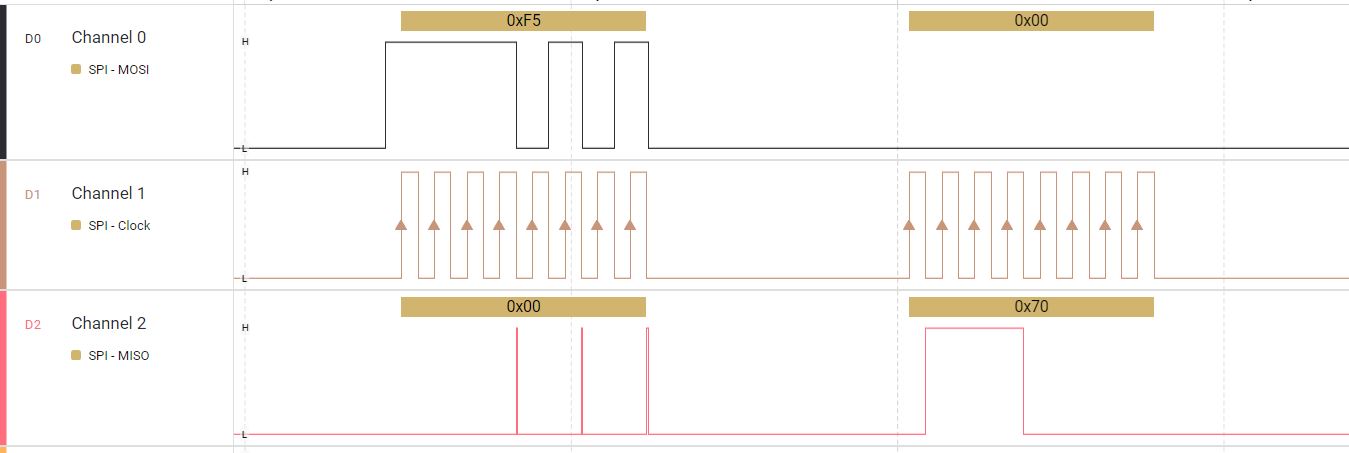 0xF5 0x00
D0 Channel 0 H
SPI - MOSI
L
H
D1 Channel 1
SPI - Clock
L
0x00 0x70
D2 Channel 2 H
SPI - MISO
L